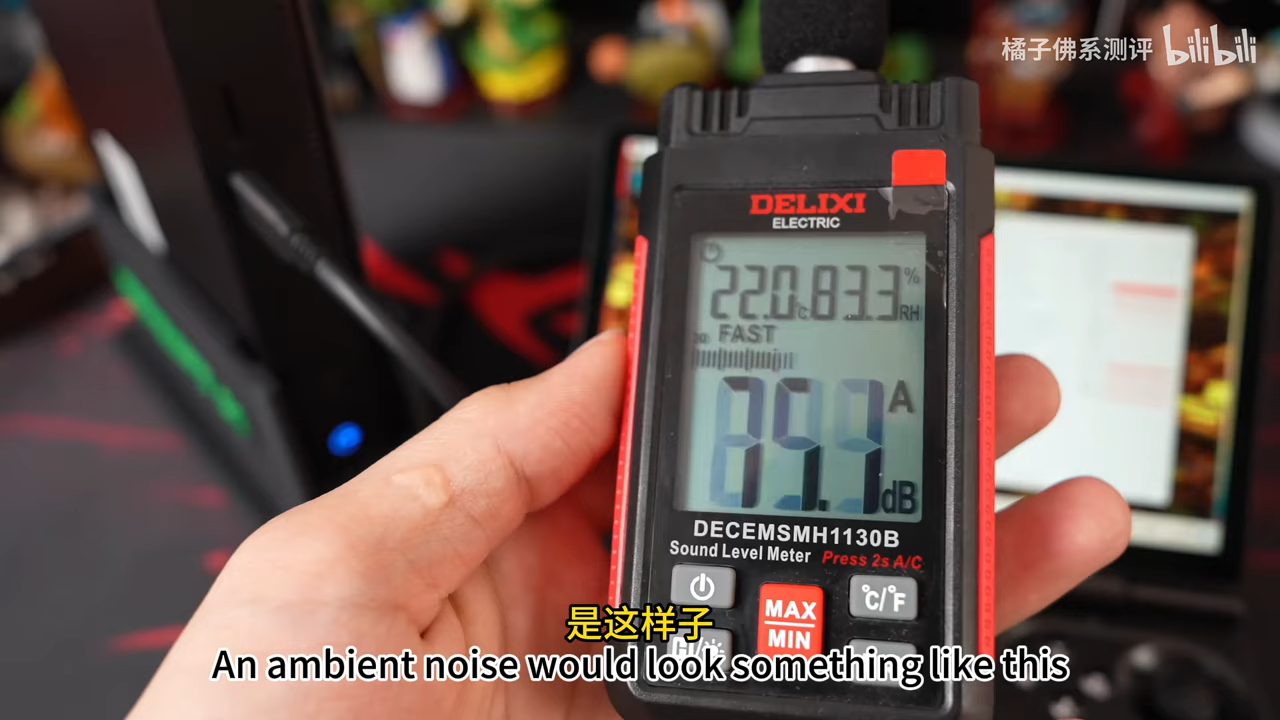 橘子佛系测评 bilibili
DELIXI
ELECTRIC
22.0°C 83.3%RH
FAST
A
dB
DECEMSMH1130B
Sound Level Meter Press 2s A/C
°C/°F
MAX
MIN
是这样子
An ambient noise would look something like this